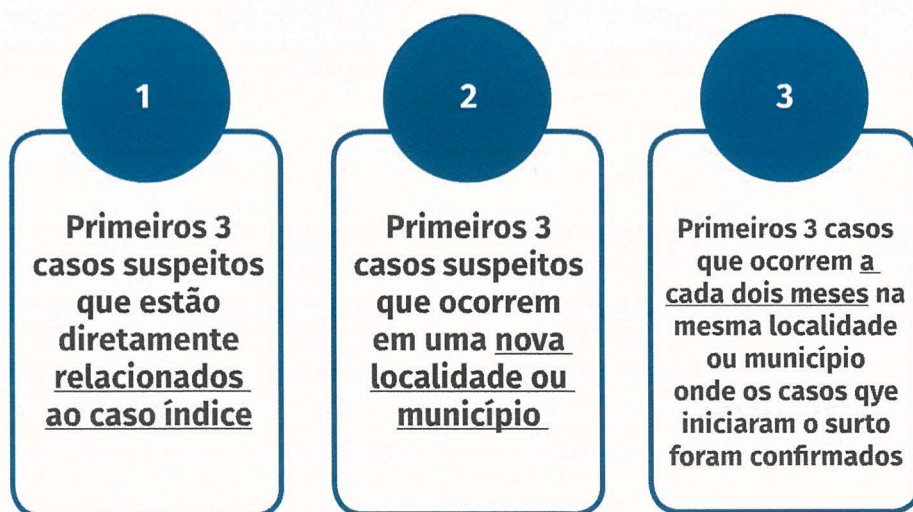 1
Primeiros 3
casos suspeitos
que estão
diretamente
relacionados
ao caso índice
2
Primeiros 3
casos suspeitos
que ocorrem
em uma nova
localidade ou
município
3
Primeiros 3 casos
que ocorrem a
cada dois meses na
mesma localidade
ou município
onde os casos qye
iniciaram o surto
foram confirmados